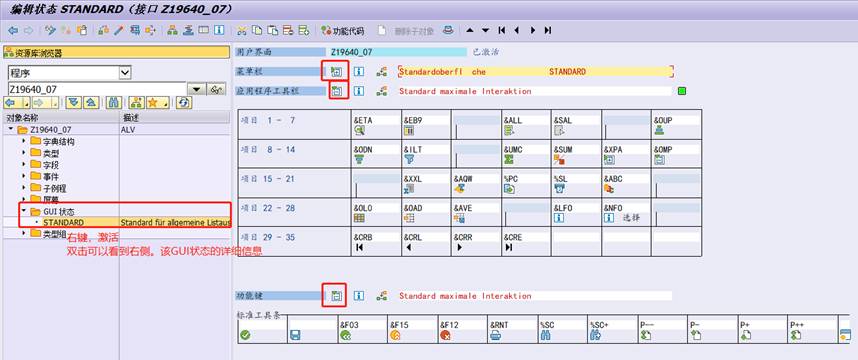 编辑状态 STANDARD（接口 Z19640_07）
功能代码
删除子对象
资源库浏览器
程序
Z19640_07
对象名称 描述
Z19640_07 ALV
字典结构
类型
字段
事件
子例程
屏幕
GUI 状态
STANDARD Standard für allgemeine Listaus
类型组
右键，激活
双击可以看到右侧。该GUI状态的详细信息
用户界面 Z19640_07 已激活
菜单栏 Standardoberfl che STANDARD
应用程序工具栏 Standard maximale Interaktion
项目 1 - 7 &ETA &EB9 &ALL &SAL &OUP
项目 8 - 14 &ODN &ILT &UMC &SUM &XPA &OMP
项目 15 - 21 &XXL &AQW %PC %SL &ABC
项目 22 - 28 &OLO &OAD &AVE &LFO &NFO
选择
项目 29 - 35 &CRB &CRL &CRR &CRE
功能键 Standard maximale Interaktion
标准工具条
&F03 &F15 &F12 &RNT %SC %SC+ P-- P- P+ P++